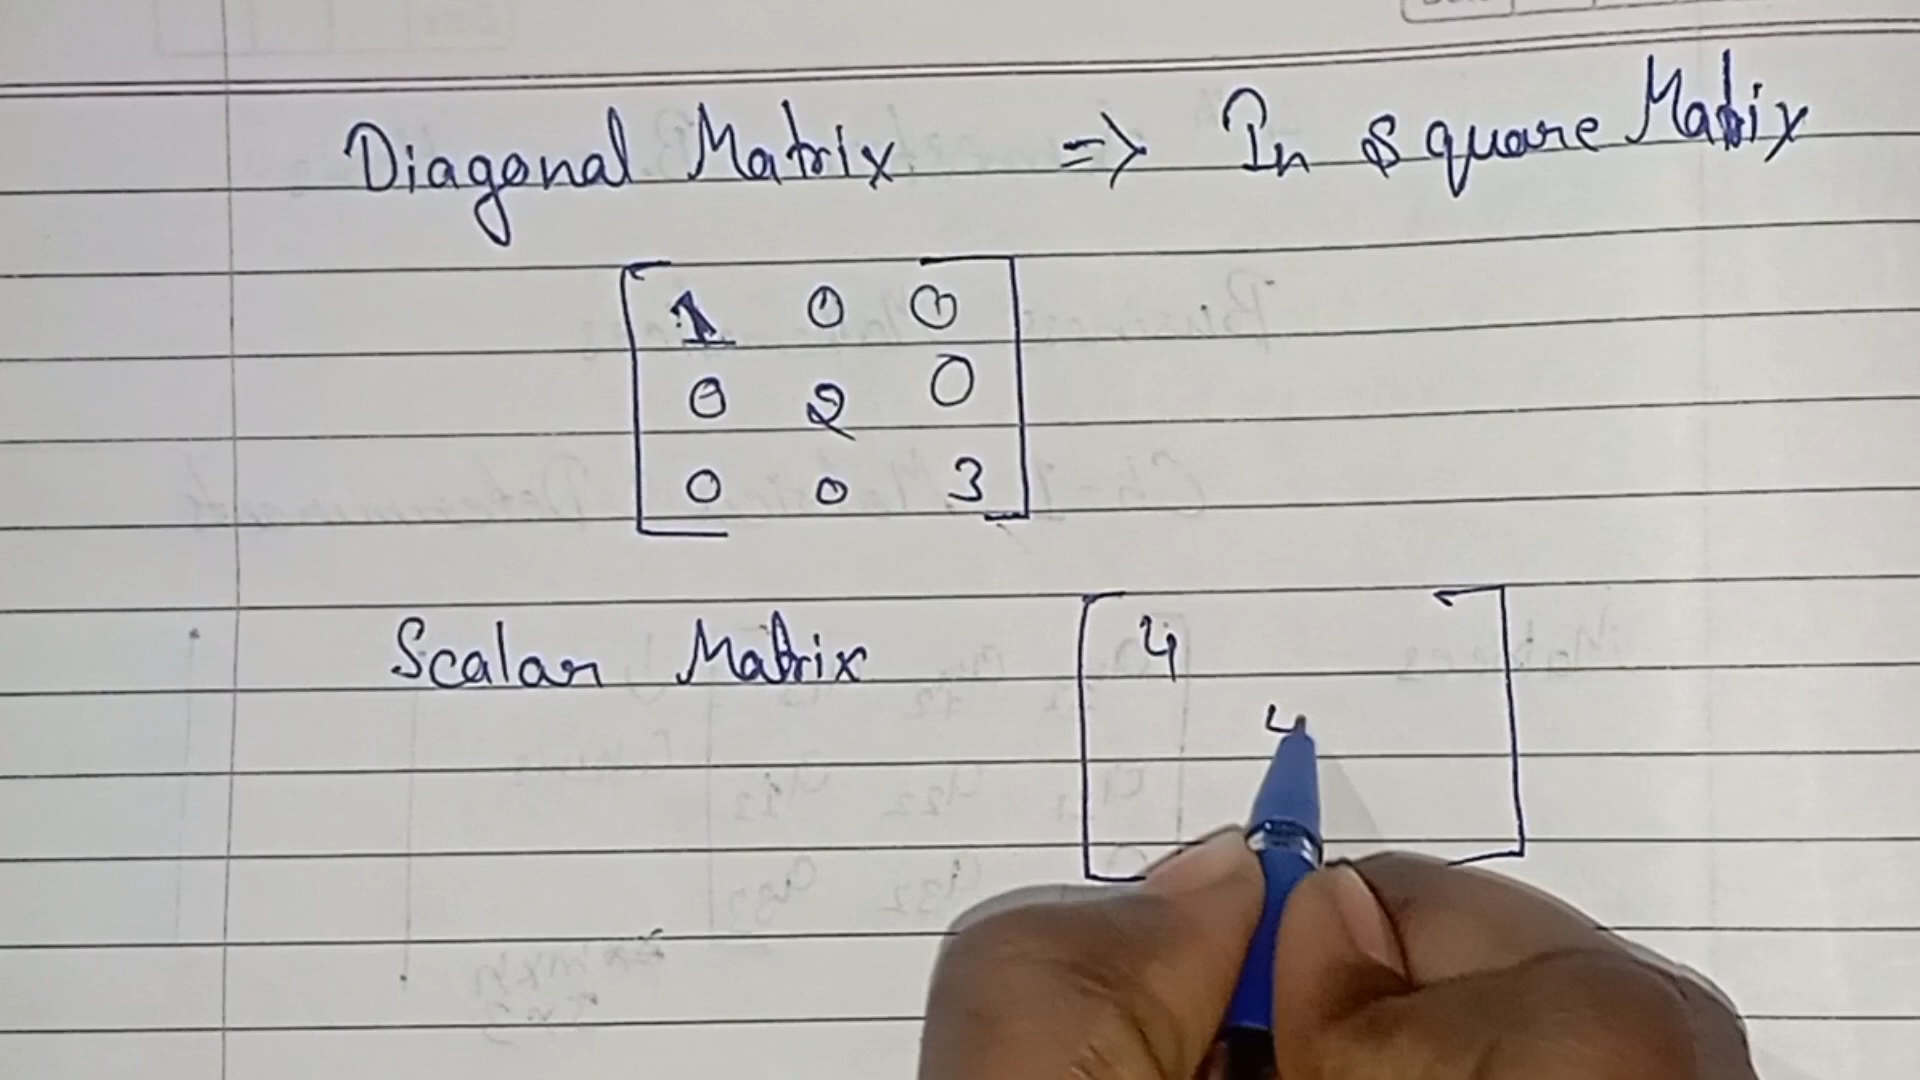 Diagonal Matrix => In square Matrix
1 0 0
0 2 0
0 0 3
Scalar Matrix
4
4